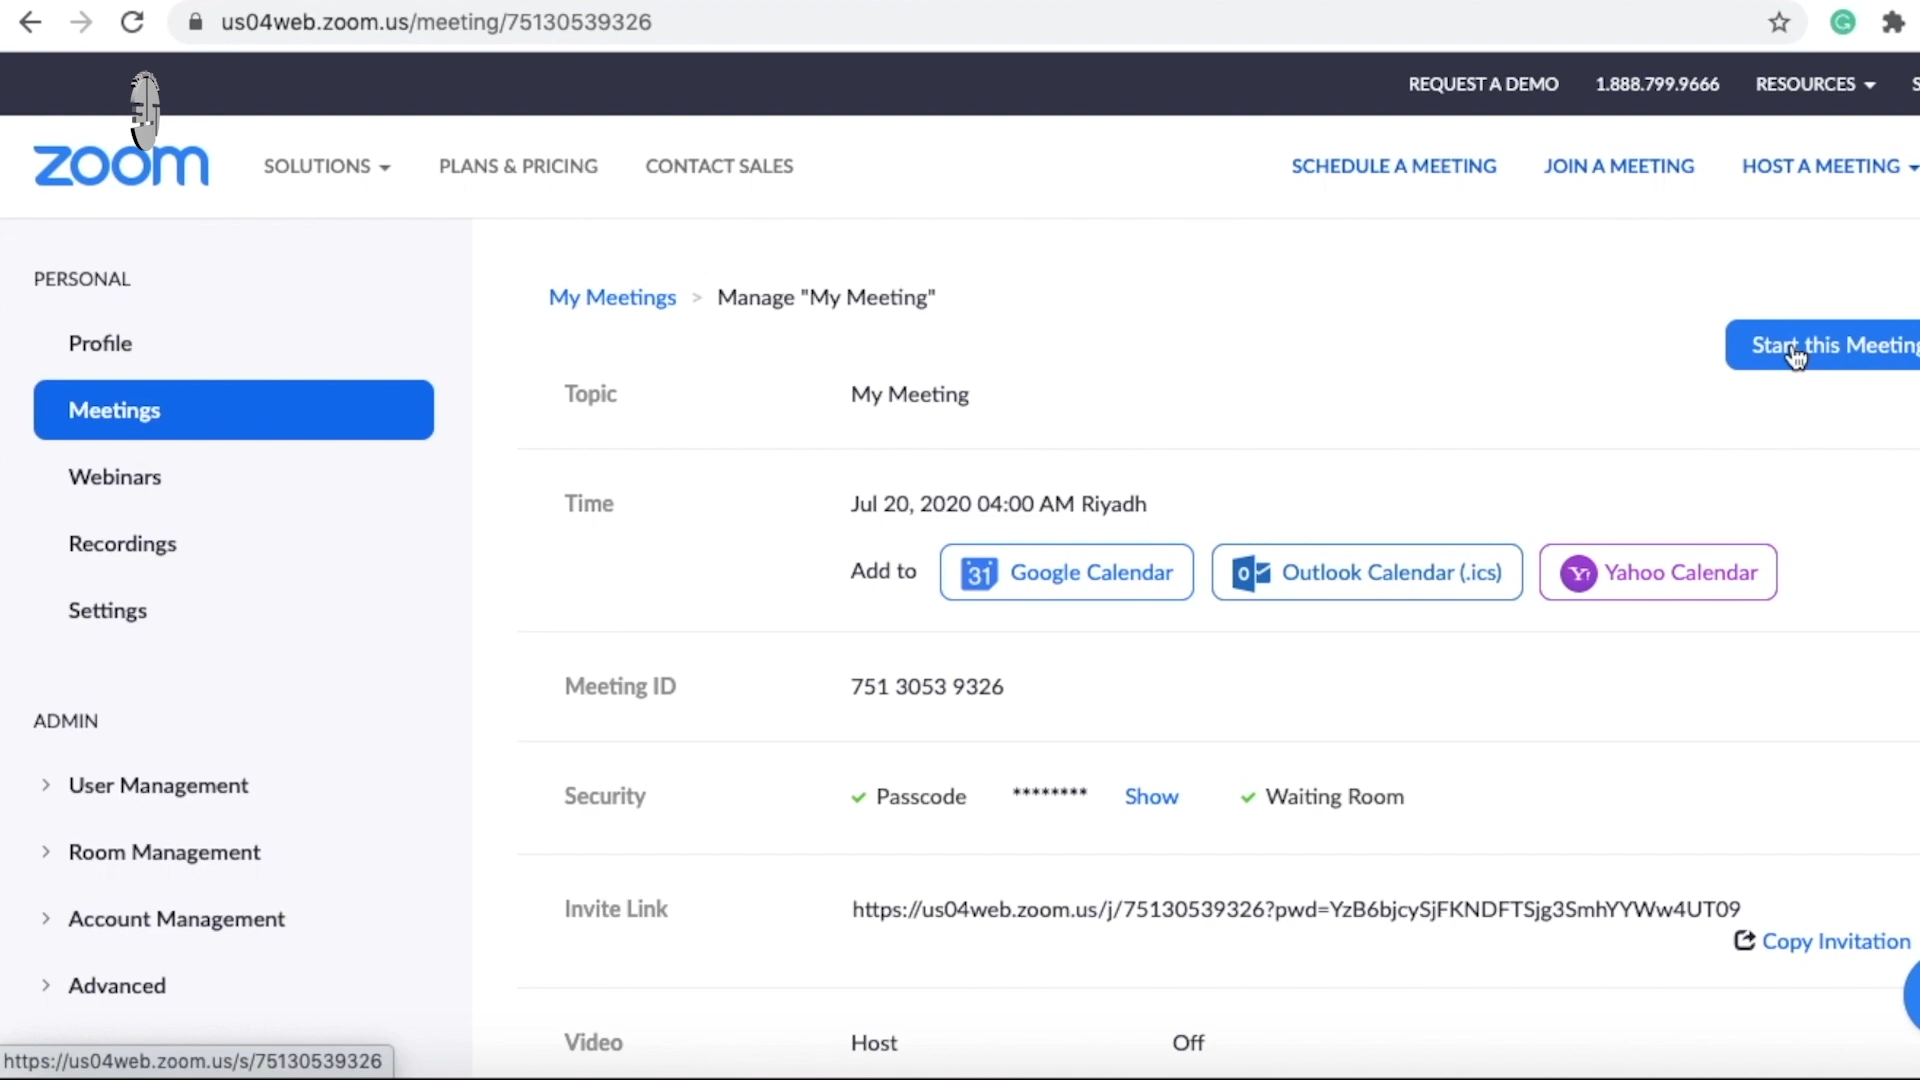 us04web.zoom.us/meeting/75130539326
REQUEST A DEMO 1.888.799.9666 RESOURCES
zoom SOLUTIONS PLANS & PRICING CONTACT SALES SCHEDULE A MEETING JOIN A MEETING HOST A MEETING
PERSONAL
Profile
Meetings
Webinars
Recordings
Settings
ADMIN
User Management
Room Management
Account Management
Advanced
My Meetings > Manage "My Meeting"
Start this Meeting
Topic My Meeting
Time Jul 20, 2020 04:00 AM Riyadh
Add to 31 Google Calendar Outlook Calendar (.ics) Yahoo Calendar
Meeting ID 751 3053 9326
Security Passcode ******** Show Waiting Room
Invite Link https://us04web.zoom.us/j/75130539326?pwd=YzB6bjcySjFKNDFTSjg3SmhYYWw4UT09
Copy Invitation
Video Host Off
https://us04web.zoom.us/s/75130539326